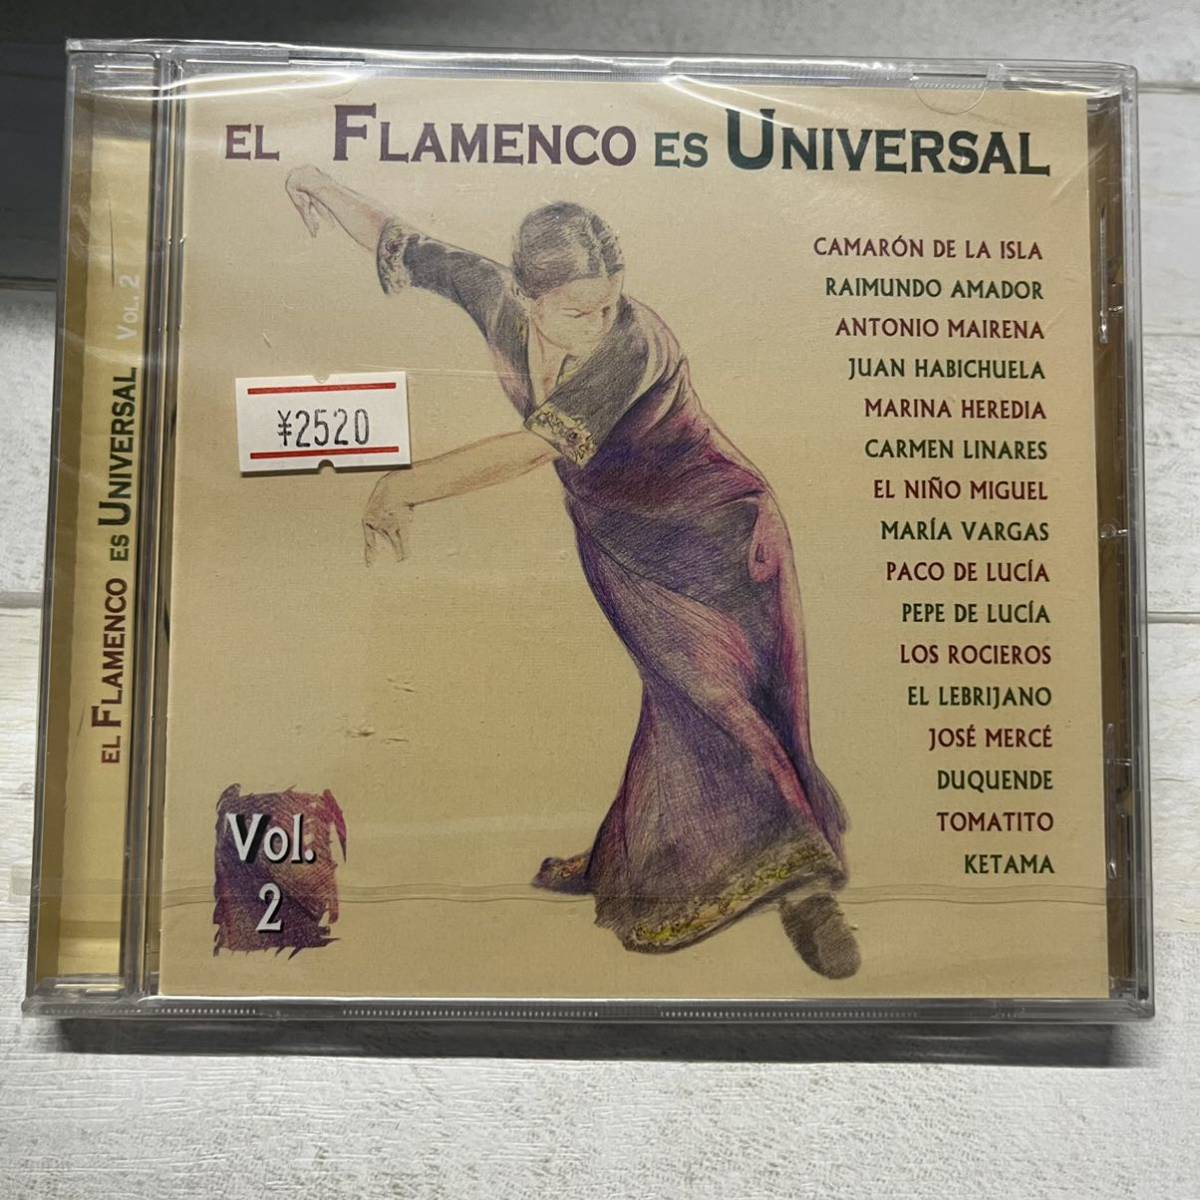 EL FLAMENCO ES UNIVERSAL
CAMARÓN DE LA ISLA
RAIMUNDO AMADOR
ANTONIO MAIRENA
JUAN HABICHUELA
MARINA HEREDIA
CARMEN LINARES
EL NIÑO MIGUEL
MARÍA VARGAS
PACO DE LUCÍA
PEPE DE LUCÍA
LOS ROCIEROS
EL LEBRIJANO
JOSÉ MERCÉ
DUQUENDE
TOMATITO
KETAMA
¥2520
Vol.
2
EL FLAMENCO ES UNIVERSAL VOL. 2